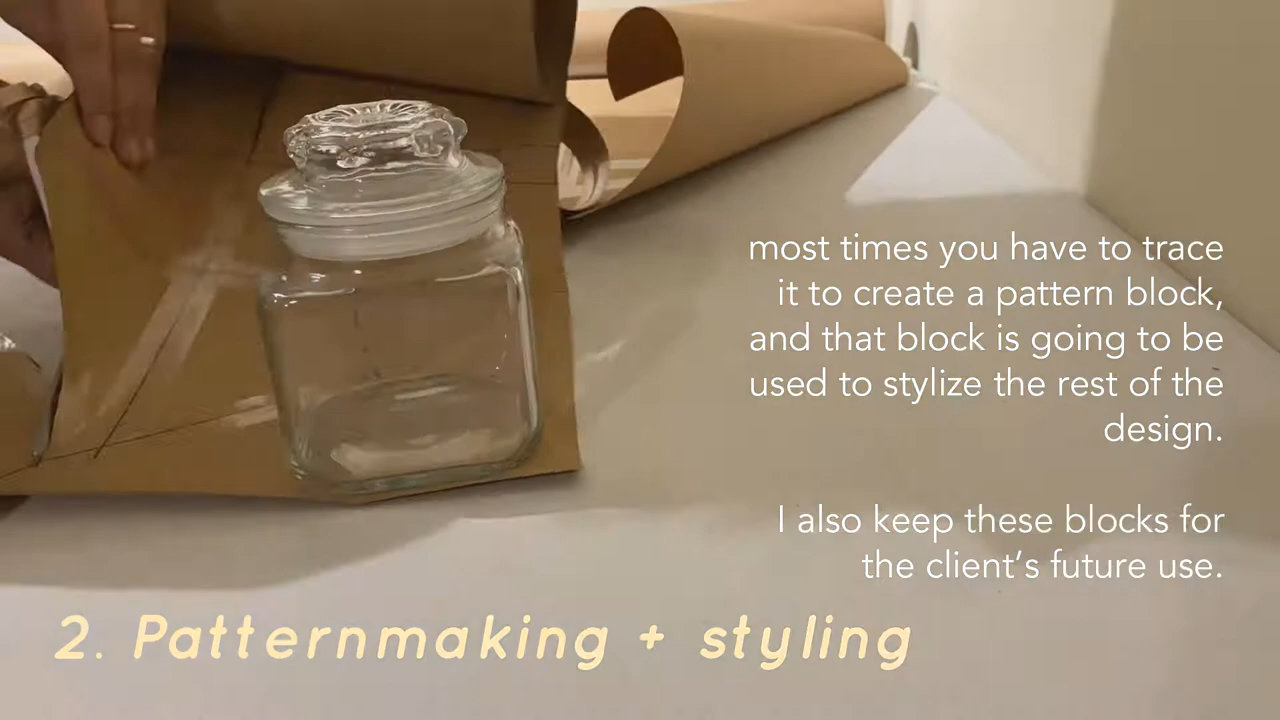 most times you have to trace
it to create a pattern block,
and that block is going to be
used to stylize the rest of the
design.
I also keep these blocks for
the client's future use.
2. Patternmaking + styling